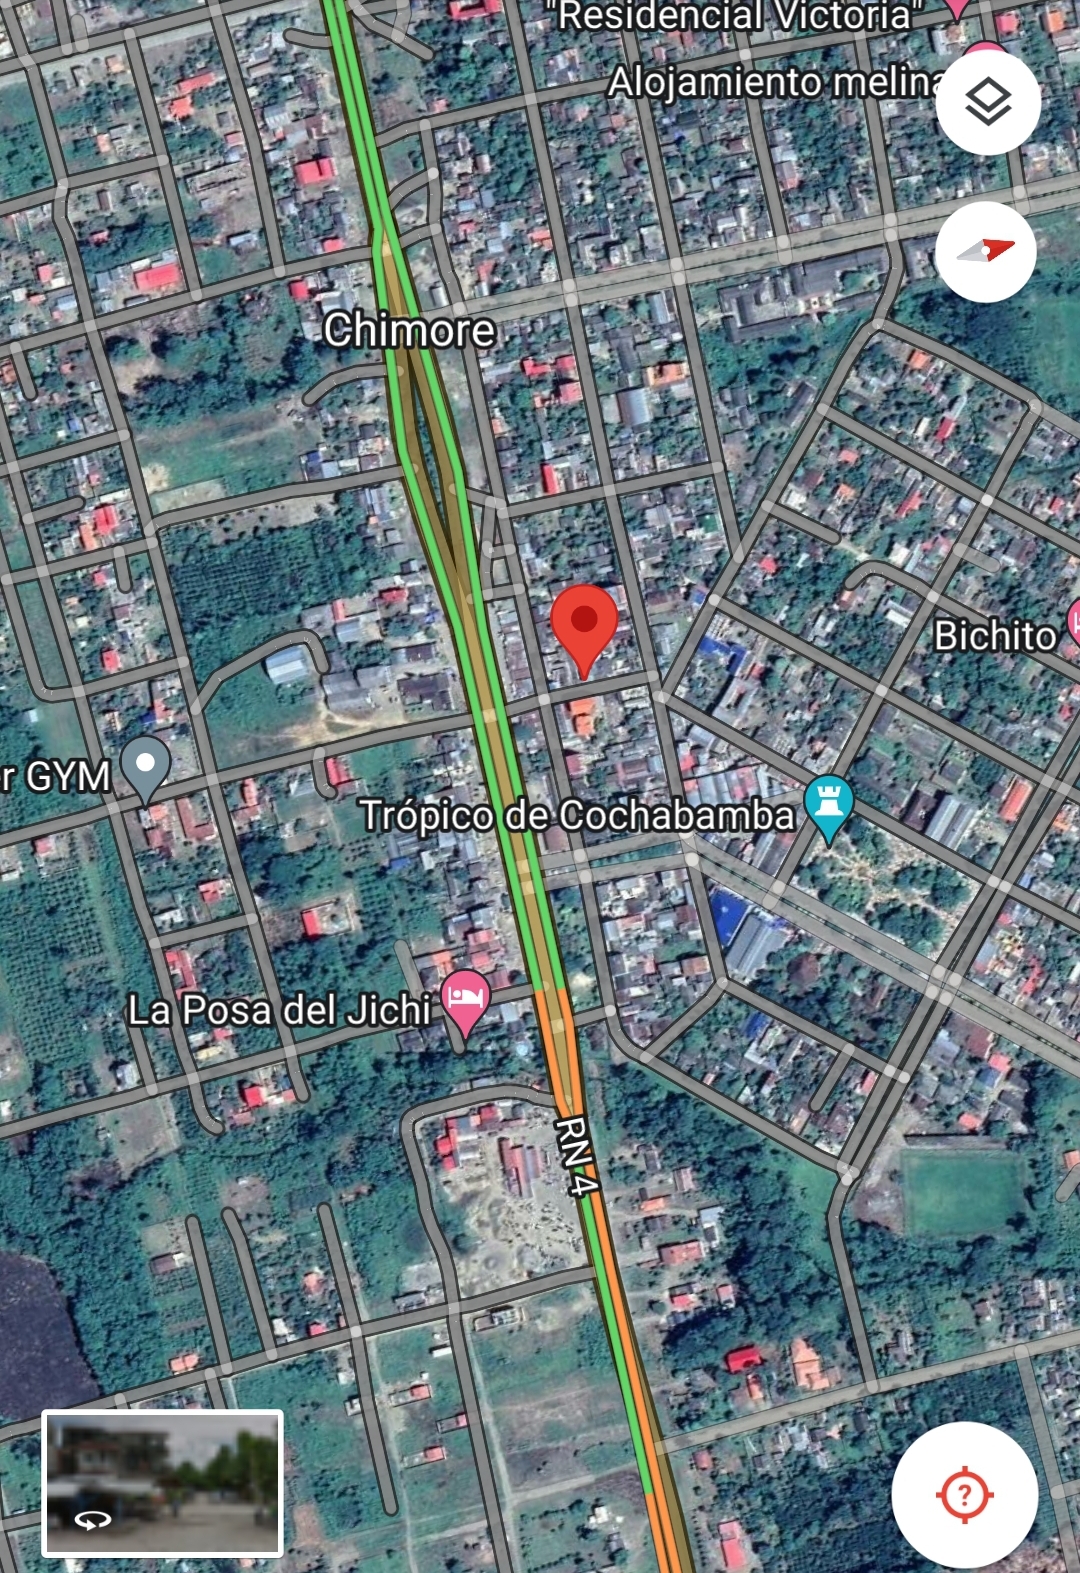 "Residencial Victoria"
Alojamiento melina
Chimore
Bichito
r GYM
Trópico de Cochabamba
La Posa del Jichi
RN 4
?